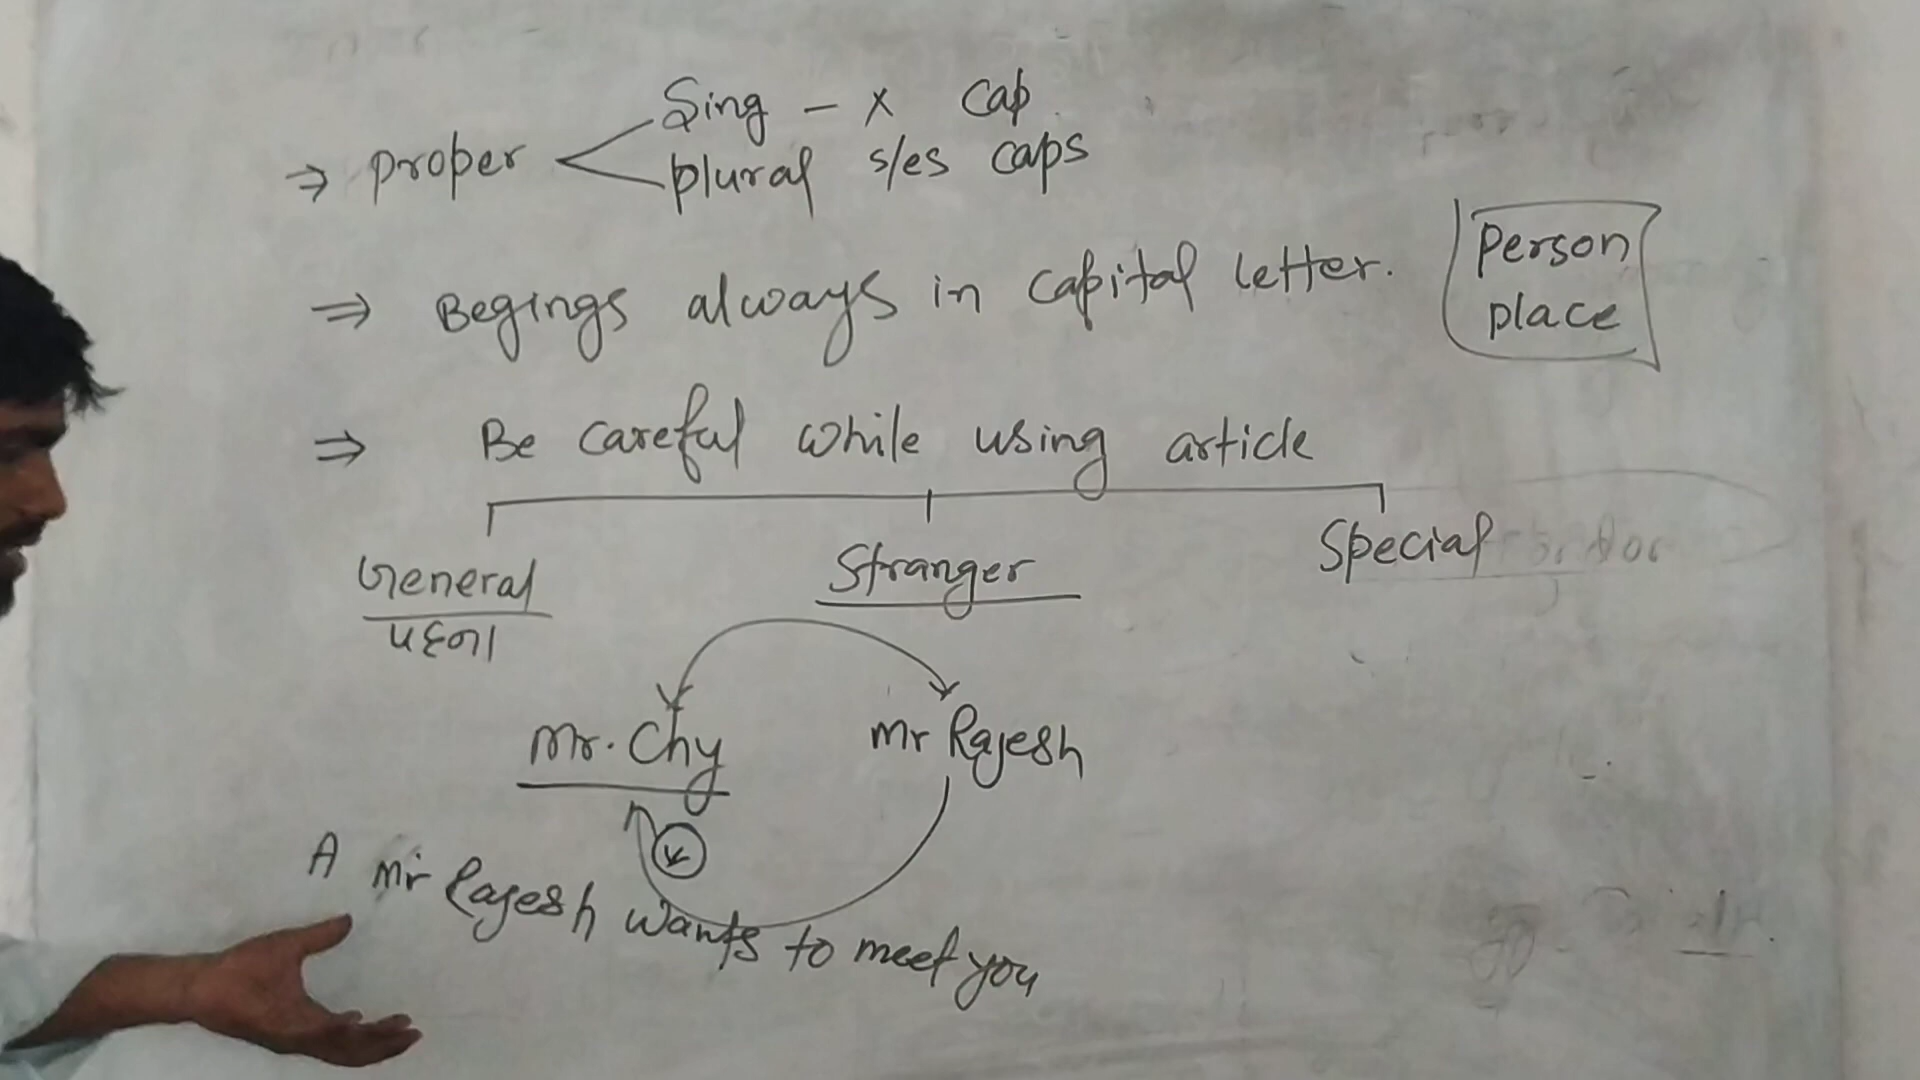 ⇒ proper < Sing - x Cap.
plural s/es caps
⇒ Begings always in capital letter.
Person
place
⇒ Be careful while using article
General Stranger Special
पहला
Mr. Chy Mr Rajesh
A Mr Rajesh wants to meet you